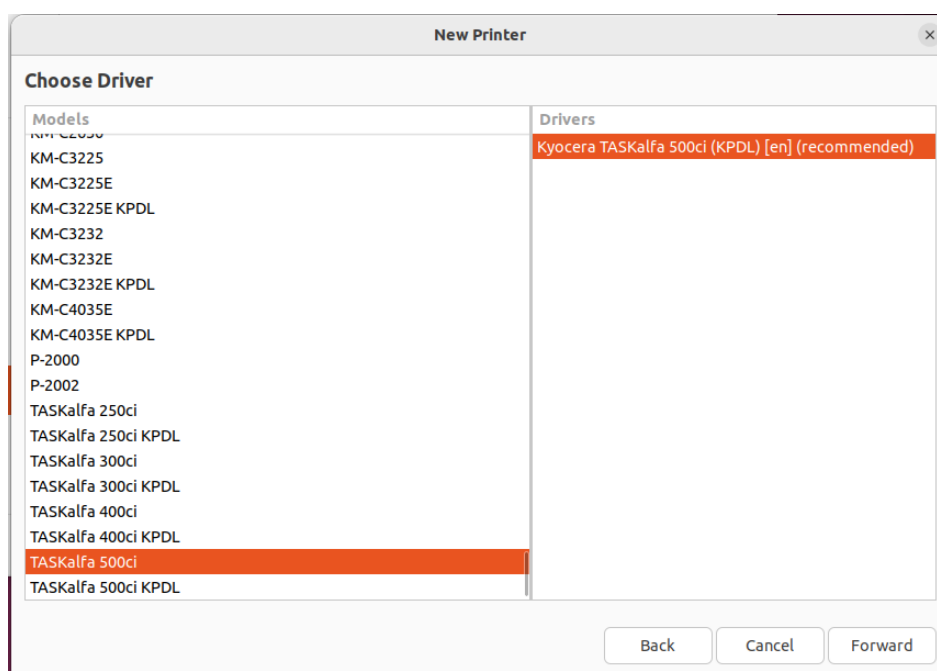 New Printer
Choose Driver
Models
KM-C3225
KM-C3225E
KM-C3225E KPDL
KM-C3232
KM-C3232E
KM-C3232E KPDL
KM-C4035E
KM-C4035E KPDL
P-2000
P-2002
TASKalfa 250ci
TASKalfa 250ci KPDL
TASKalfa 300ci
TASKalfa 300ci KPDL
TASKalfa 400ci
TASKalfa 400ci KPDL
TASKalfa 500ci
TASKalfa 500ci KPDL
Drivers
Kyocera TASKalfa 500ci (KPDL) [en] (recommended)
Back
Cancel
Forward